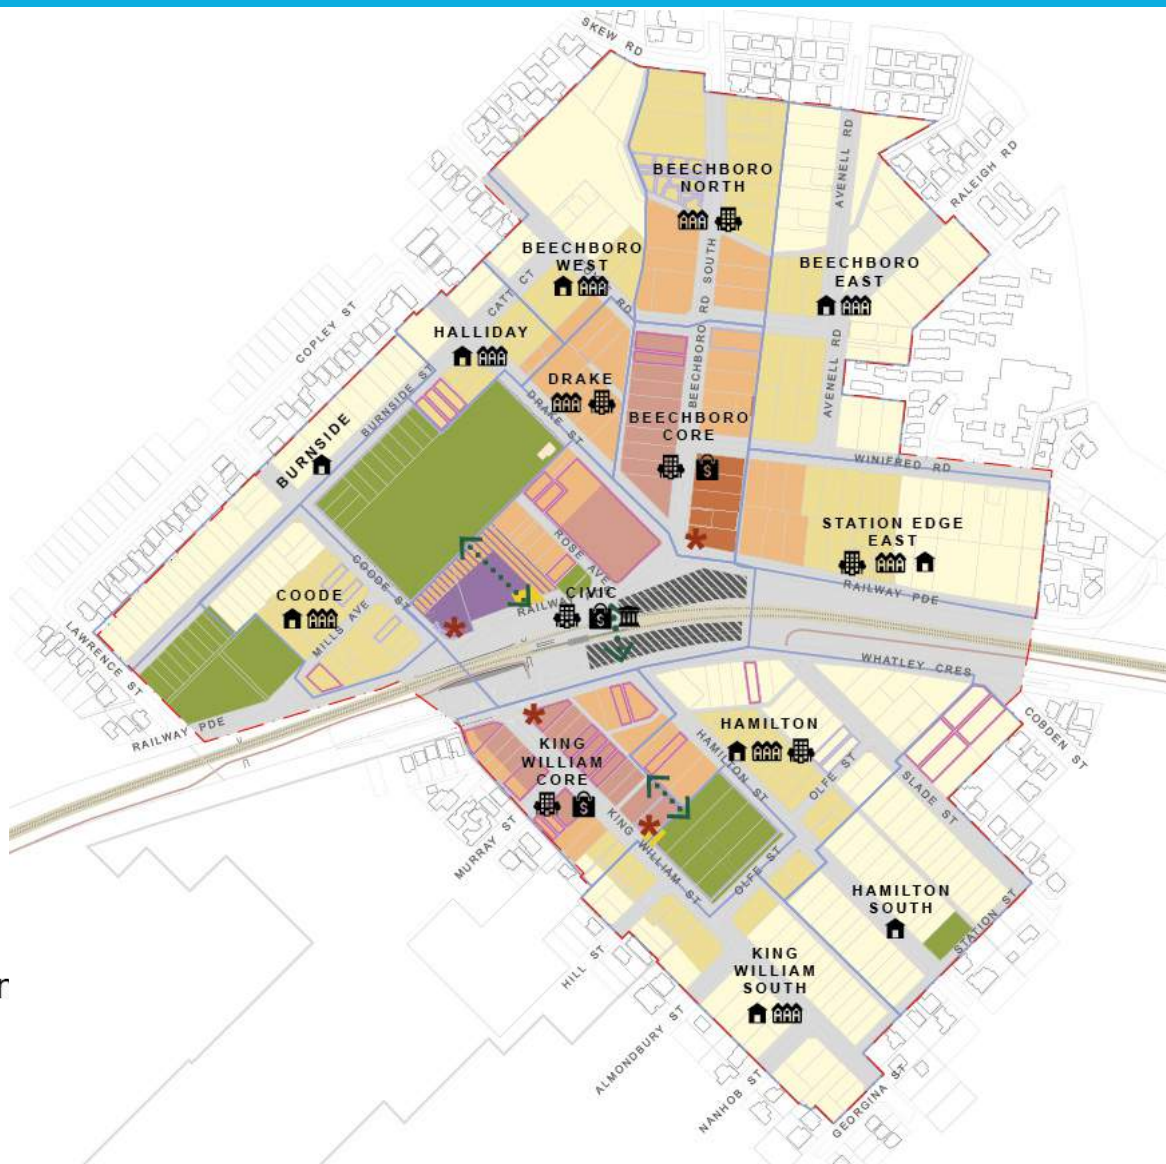 SKEW RD
AVENELL RD
RALEIGH RD
BEECHBORO
NORTH
BEECHBORO RD SOUTH
BEECHBORO
WEST
RD
CATT CT
BEECHBORO
EAST
COPLEY ST
HALLIDAY
BURNSIDE ST
DRAKE
DRAKE ST
AVENELL RD
BEECHBORO
CORE
BURNSIDE
WINIFRED RD
STATION EDGE
EAST
RAILWAY PDE
ROSE AVE
COODE ST
COODE
MILLS AVE
CIVIC
RAILWAY
LAWRENCE ST
RAILWAY PDE
WHATLEY CRES
COBDEN ST
HAMILTON
HAMILTON ST
OLFE ST
SLADE ST
KING
WILLIAM
CORE
MURRAY ST
KING WILLIAM ST
OLFE ST
HAMILTON
SOUTH
STATION ST
HILL ST
KING
WILLIAM
SOUTH
ALMONDBURY ST
NANHOB ST
GEORGINA ST